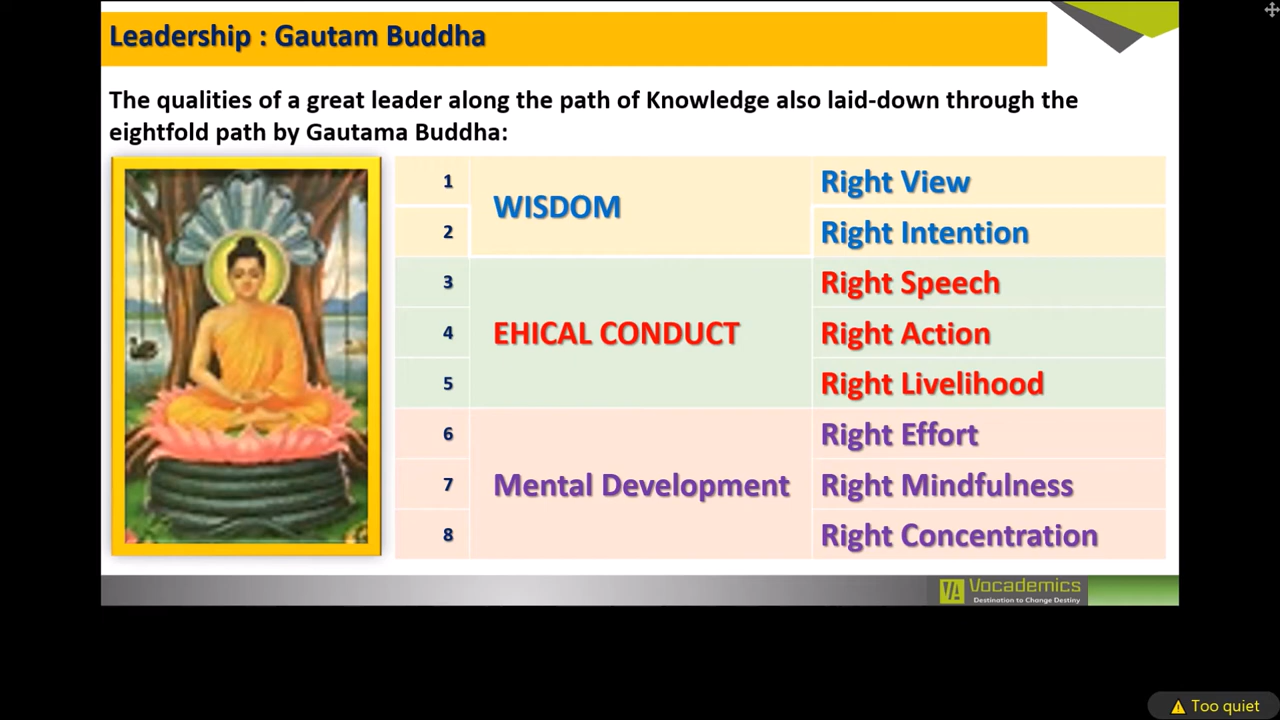 Leadership : Gautam Buddha
The qualities of a great leader along the path of Knowledge also laid-down through the
eightfold path by Gautama Buddha:
1
WISDOM
Right View
2
Right Intention
3
EHICAL CONDUCT
Right Speech
4
Right Action
5
Right Livelihood
6
Mental Development
Right Effort
7
Right Mindfulness
8
Right Concentration
VA
Vocademics
Destination to Change Destiny
Too quiet